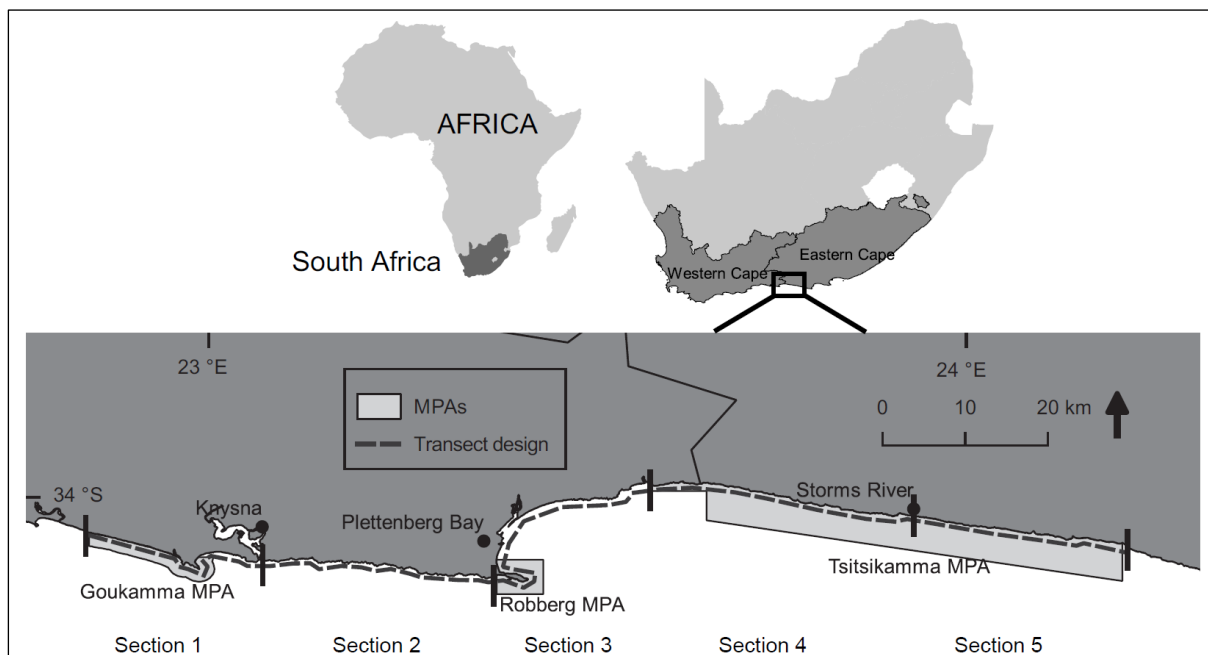 AFRICA
South Africa
Western Cape
Eastern Cape
23 °E
24 °E
MPAs
Transect design
0 10 20 km
34 °S
Knysna
Plettenberg Bay
Storms River
Goukamma MPA
Robberg MPA
Tsitsikamma MPA
Section 1 Section 2 Section 3 Section 4 Section 5